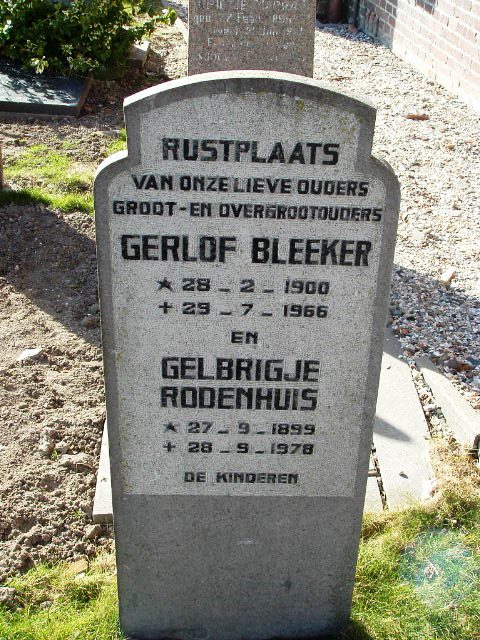 RUSTPLAATS
VAN ONZE LIEVE OUDERS
GROOT-EN OVERGROOTOUDERS
GERLOF BLEEKER
★ 28 - 2 - 1900
+ 29 - 7 - 1966
EN
GELBRIGJE
RODENHUIS
★ 27 - 9 - 1899
+ 28 - 9 - 1978
DE KINDEREN